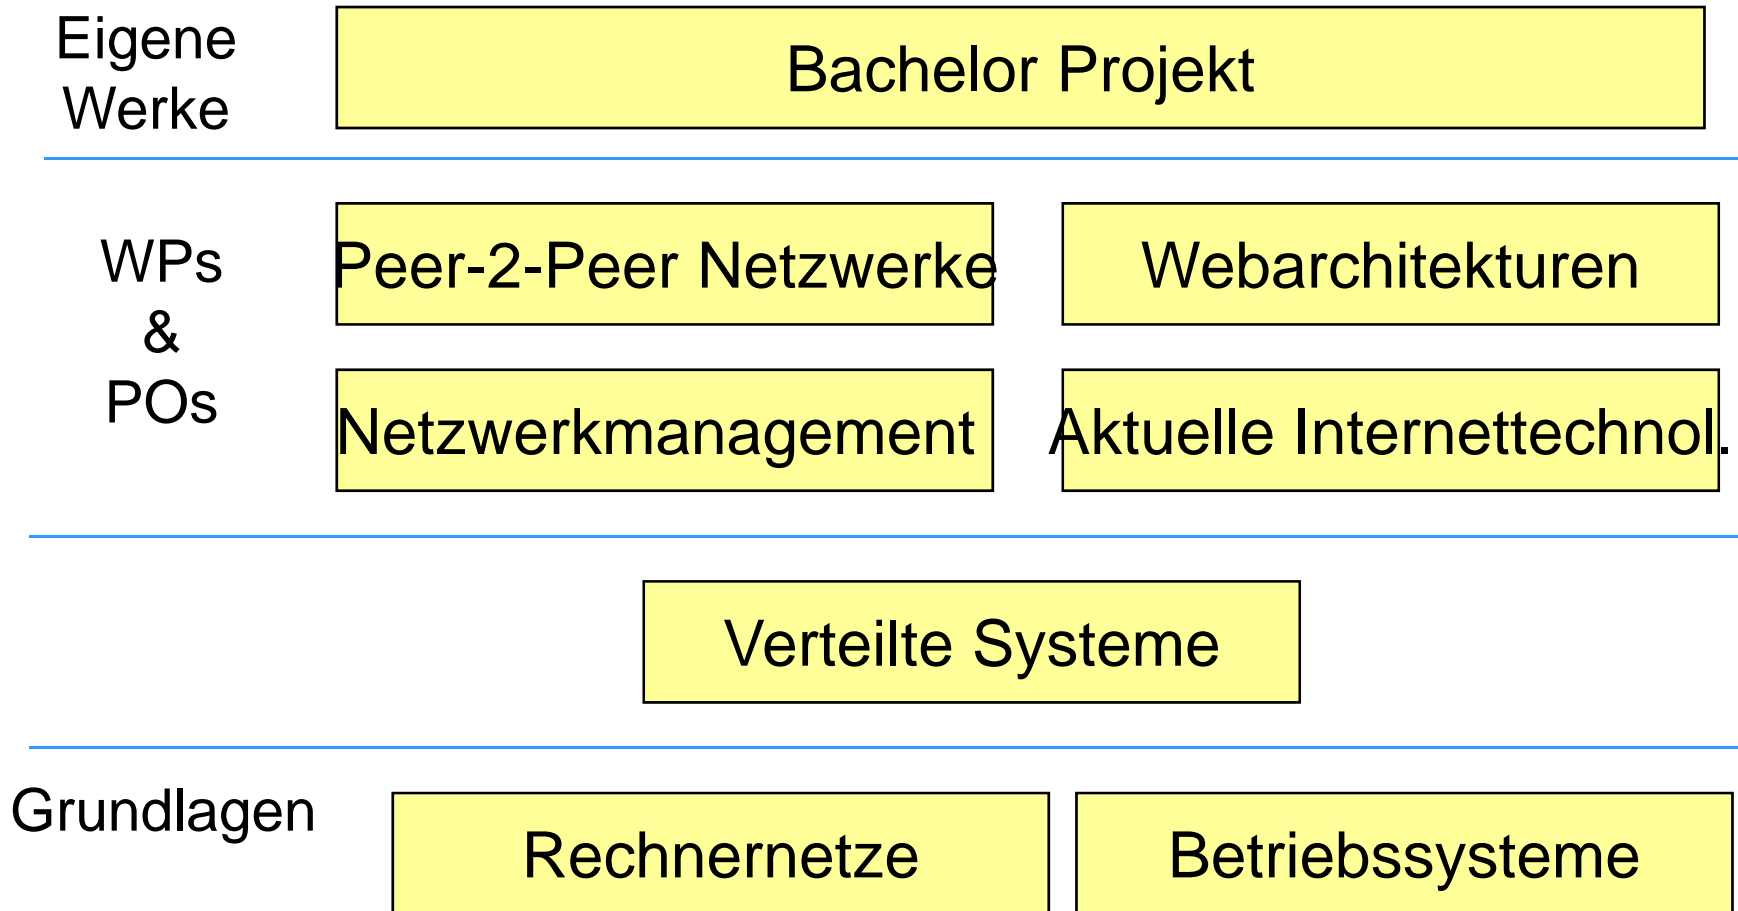 Eigene
Werke
Bachelor Projekt
WPs
&
POs
Peer-2-Peer Netzwerke
Webarchitekturen
Netzwerkmanagement
Aktuelle Internettechnol.
Verteilte Systeme
Grundlagen
Rechnernetze
Betriebssysteme